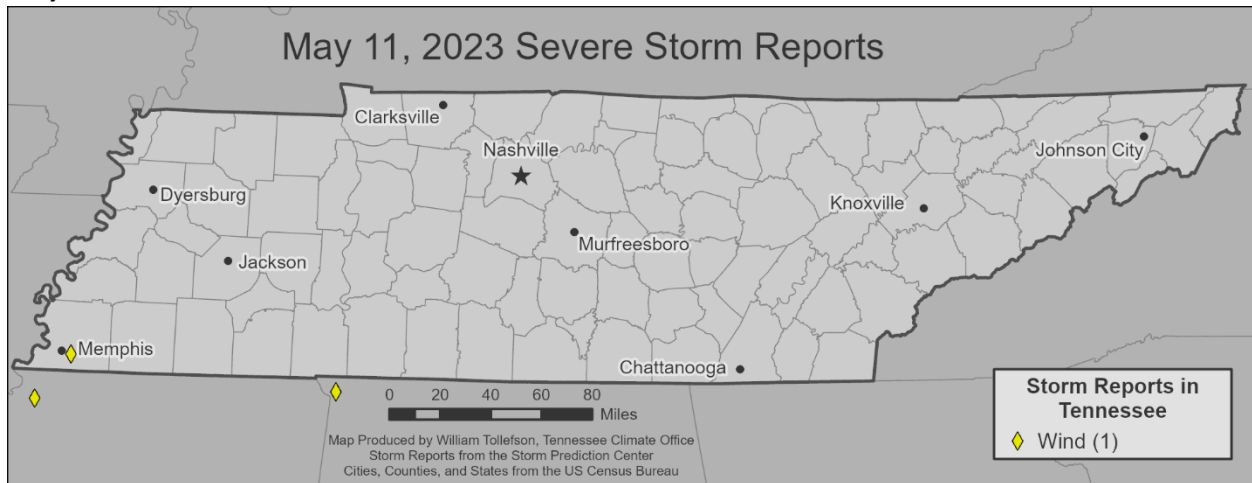 May 11, 2023 Severe Storm Reports
Clarksville
Nashville
Johnson City
Dyersburg
Knoxville
Murfreesboro
Jackson
Memphis
Chattanooga
0 20 40 60 80
Miles
Map Produced by William Tollefson, Tennessee Climate Office
Storm Reports from the Storm Prediction Center
Cities, Counties, and States from the US Census Bureau
Storm Reports in
Tennessee
Wind (1)